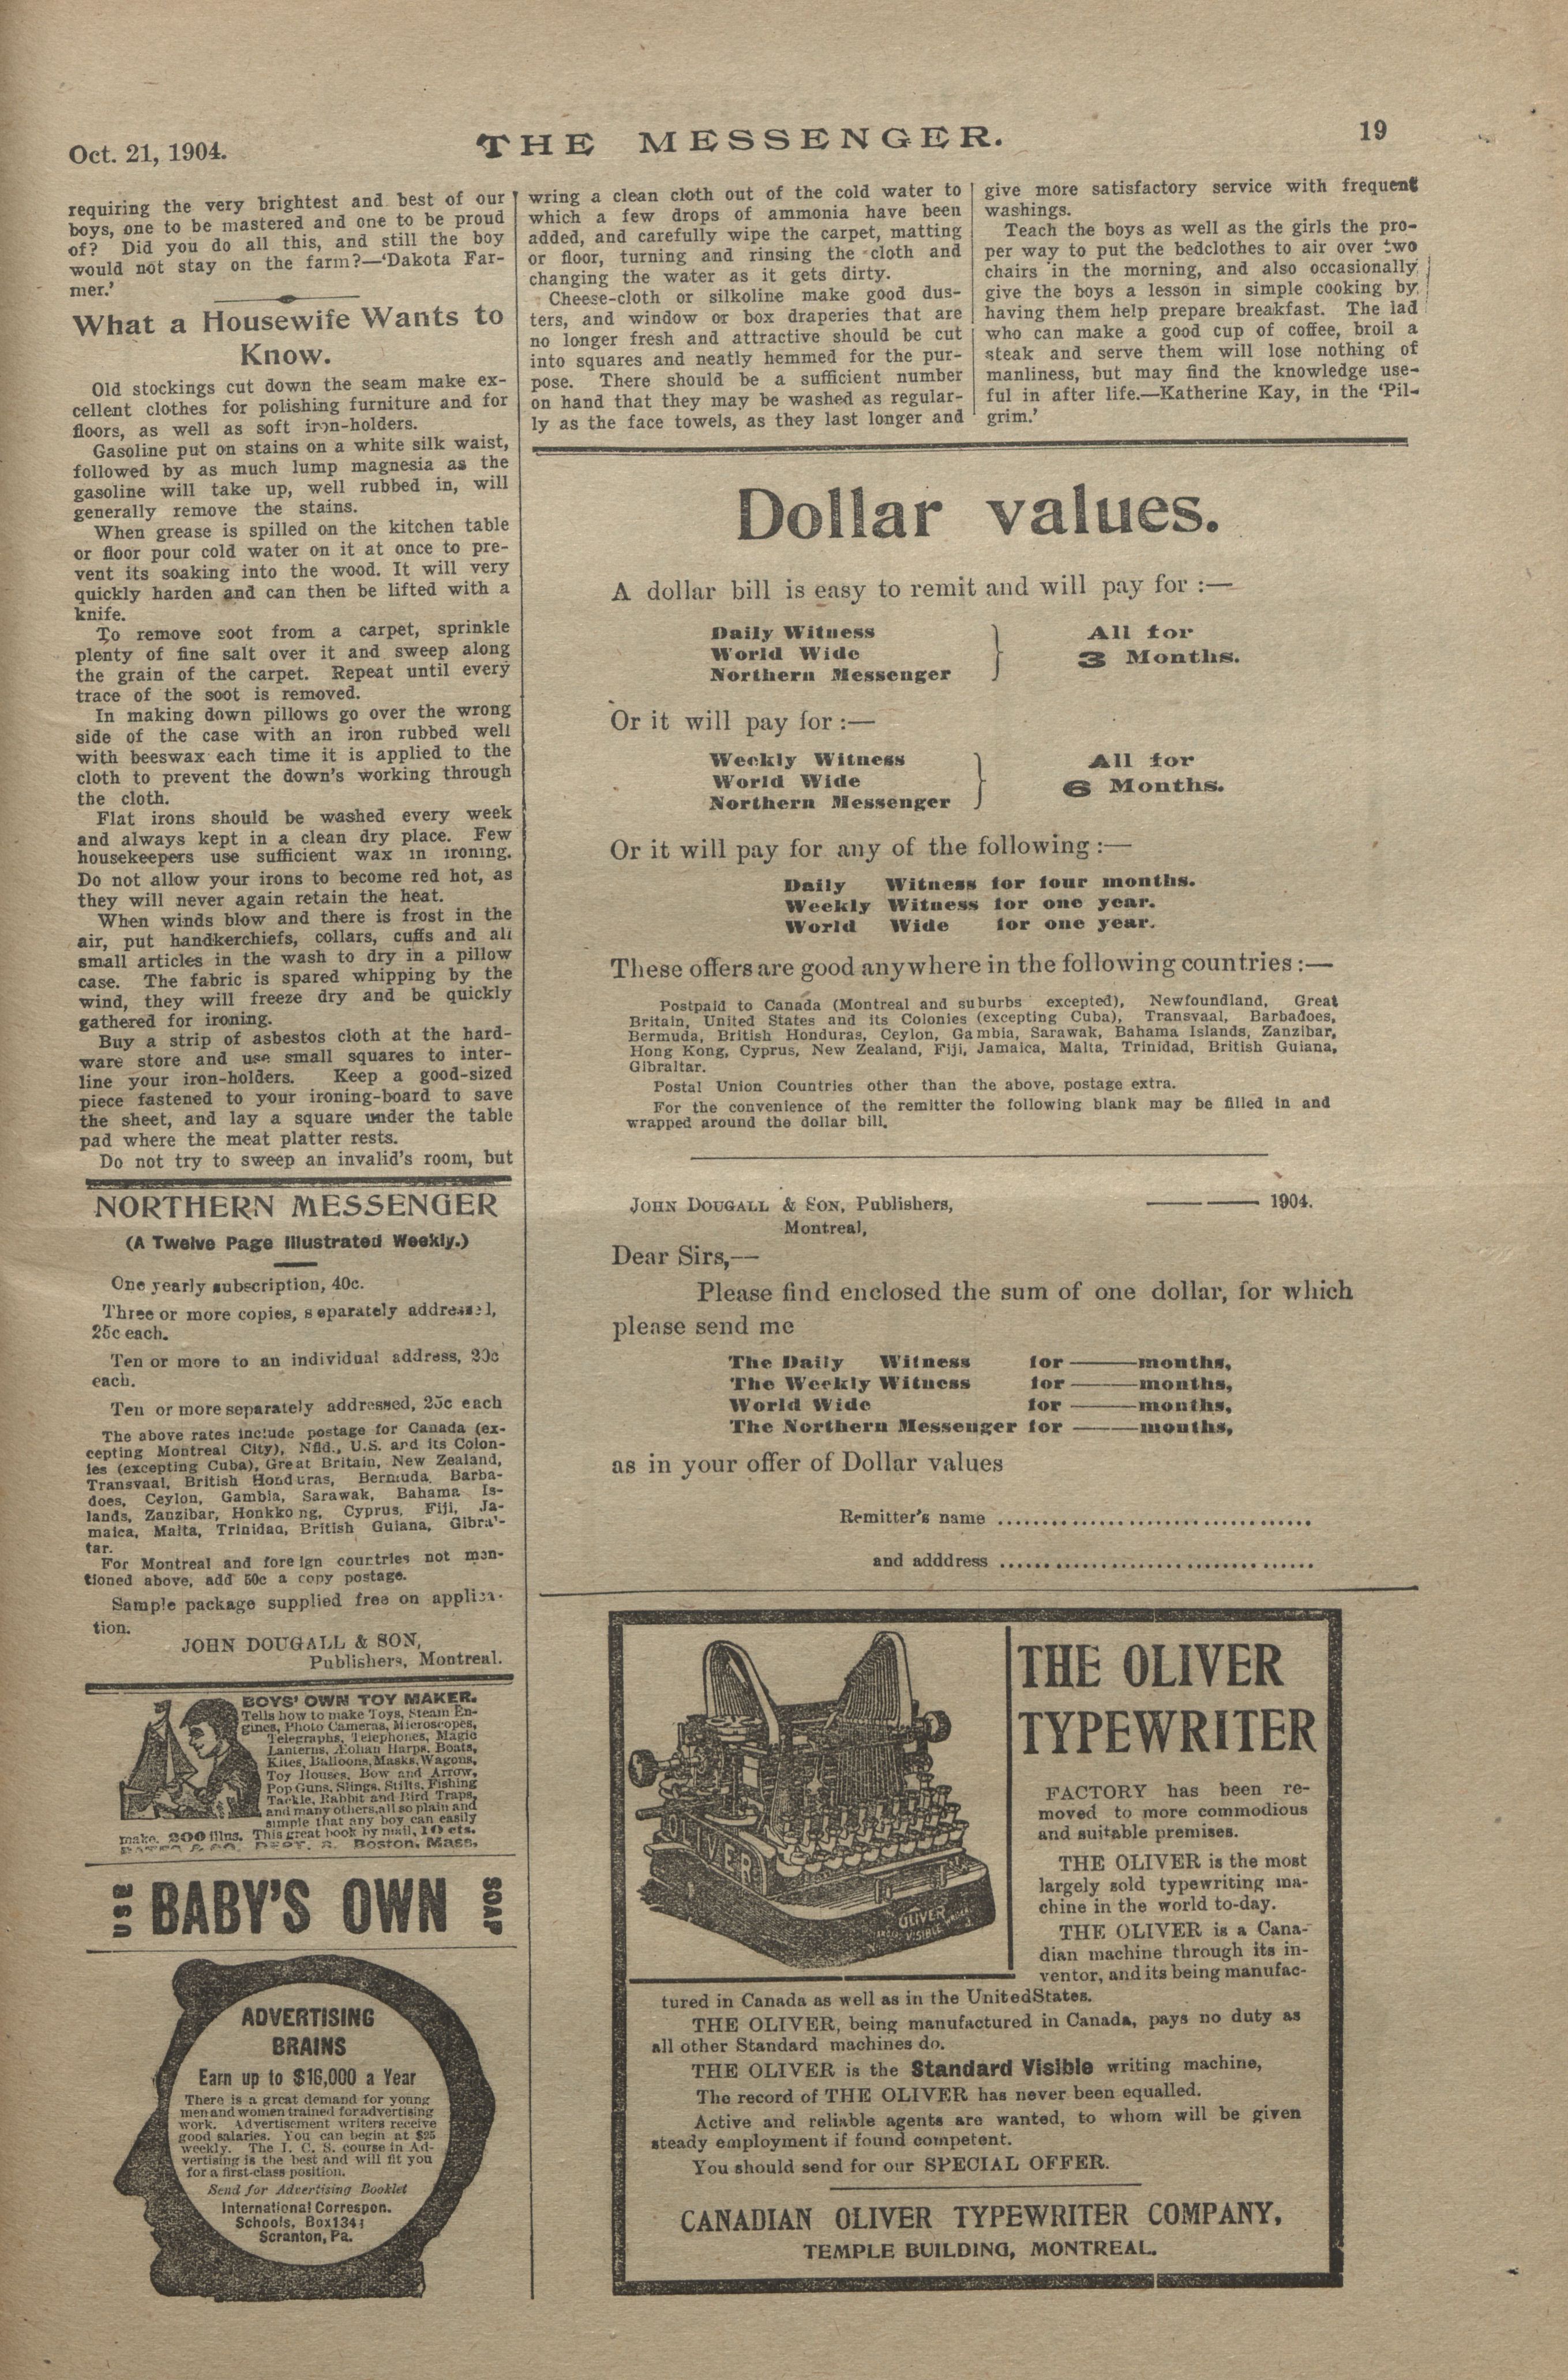 Oct. 21, 1904.
THE MESSENGER.
19
requiring the very brightest and best of our
boys, one to be mastered and one to be proud
of? Did you do all this, and still the boy
would not stay on the farm?—'Dakota Far-
mer.'
What a Housewife Wants to
Know.
Old stockings cut down the seam make ex-
cellent clothes for polishing furniture and for
floors, as well as soft iron-holders.
Gasoline put on stains on a white silk waist,
followed by as much lump magnesia as the
gasoline will take up, well rubbed in, will
generally remove the stains.
When grease is spilled on the kitchen table
or floor pour cold water on it at once to pre-
vent its soaking into the wood. It will very
quickly harden and can then be lifted with a
knife.
To remove soot from a carpet, sprinkle
plenty of fine salt over it and sweep along
the grain of the carpet. Repeat until every
trace of the soot is removed.
In making down pillows go over the wrong
side of the case with an iron rubbed well
with beeswax each time it is applied to the
cloth to prevent the down's working through
the cloth.
Flat irons should be washed every week
and always kept in a clean dry place. Few
housekeepers use sufficient wax in ironing.
Do not allow your irons to become red hot, as
they will never again retain the heat.
When winds blow and there is frost in the
air, put handkerchiefs, collars, cuffs and all
small articles in the wash to dry in a pillow
case. The fabric is spared whipping by the
wind, they will freeze dry and be quickly
gathered for ironing.
Buy a strip of asbestos cloth at the hard-
ware store and use small squares to inter-
line your iron-holders. Keep a good-sized
piece fastened to your ironing-board to save
the sheet, and lay a square under the table
pad where the meat platter rests.
Do not try to sweep an invalid's room, but
wring a clean cloth out of the cold water to
which a few drops of ammonia have been
added, and carefully wipe the carpet, matting
or floor, turning and rinsing the cloth and
changing the water as it gets dirty.
Cheese-cloth or silkoline make good dus-
ters, and window or box draperies that are
no longer fresh and attractive should be cut
into squares and neatly hemmed for the pur-
pose. There should be a sufficient number
on hand that they may be washed as regular-
ly as the face towels, as they last longer and
give more satisfactory service with frequent
washings.
Teach the boys as well as the girls the pro-
per way to put the bedclothes to air over two
chairs in the morning, and also occasionally
give the boys a lesson in simple cooking by
having them help prepare breakfast. The lad
who can make a good cup of coffee, broil a
steak and serve them will lose nothing of
manliness, but may find the knowledge use-
ful in after life.—Katherine Kay, in the 'Pil-
grim.'
NORTHERN MESSENGER
(A Twelve Page Illustrated Weekly.)
One yearly subscription, 40c.
Three or more copies, separately addressed,
25c each.
Ten or more to an individual address, 20c
each.
Ten or more separately addressed, 25c each
The above rates include postage for Canada (ex-
cepting Montreal City), Nfld., U.S. and its Colon-
ies (excepting Cuba), Great Britain, New Zealand,
Transvaal, British Honduras, Bermuda, Barba-
does, Ceylon, Gambia, Sarawak, Bahama Is-
lands, Zanzibar, Honkkong, Cyprus, Fiji, Ja-
maica, Malta, Trinidad, British Guiana, Gibral-
tar.
For Montreal and foreign countries not men-
tioned above, add 50c a copy postage.
Sample package supplied free on applica-
tion.
JOHN DOUGALL & SON,
Publishers, Montreal.
BOYS' OWN TOY MAKER.
Tells how to make Toys, Steam En-
gines, Photo Cameras, Microscopes,
Telegraphs, Telephones, Magic
Lanterns, Æolian Harps, Boats,
Kites, Balloons, Masks, Wagons,
Toy Houses, Bow and Arrow,
Pop Guns, Slings, Stilts, Fishing
Tackle, Rabbit and Bird Traps,
and many others, all so plain and
simple that any boy can easily
make. 200 illus. This great book by mail, 10 cts.
Boston, Mass.
USE BABY'S OWN SOAP
ADVERTISING
BRAINS
Earn up to $16,000 a Year
There is a great demand for young
men and women trained for advertising
work. Advertisement writers receive
good salaries. You can begin at $25
weekly. The I. C. S. course in Ad-
vertising is the best and will fit you
for a first-class position.
Send for Advertising Booklet
International Correspon.
Schools, Box
Scranton, Pa.
Dollar values.
A dollar bill is easy to remit and will pay for :—
Daily Witness
World Wide
Northern Messenger
All for
3 Months.
Or it will pay for :—
Weekly Witness
World Wide
Northern Messenger
All for
6 Months.
Or it will pay for any of the following :—
Daily Witness for four months.
Weekly Witness for one year.
World Wide for one year.
These offers are good anywhere in the following countries :—
Postpaid to Canada (Montreal and suburbs excepted), Newfoundland, Great
Britain, United States and its Colonies (excepting Cuba), Transvaal, Barbadoes,
Bermuda, British Honduras, Ceylon, Gambia, Sarawak, Bahama Islands, Zanzibar,
Hong Kong, Cyprus, New Zealand, Fiji, Jamaica, Malta, Trinidad, British Guiana,
Gibraltar.
Postal Union Countries other than the above, postage extra.
For the convenience of the remitter the following blank may be filled in and
wrapped around the dollar bill.
JOHN DOUGALL & SON, Publishers,
Montreal,
—— —— 1904.
Dear Sirs,—
Please find enclosed the sum of one dollar, for which
please send me
The Daily Witness for ——— months,
The Weekly Witness for ——— months,
World Wide for ——— months,
The Northern Messenger for ——— months,
as in your offer of Dollar values
Remitter's name ..................................
and adddress ..................................
OLIVER
OLIVER
THE OLIVER
TYPEWRITER
FACTORY has been re-
moved to more commodious
and suitable premises.
THE OLIVER is the most
largely sold typewriting ma-
chine in the world to-day.
THE OLIVER is a Cana-
dian machine through its in-
ventor, and its being manufac-
tured in Canada as well as in the United States.
THE OLIVER, being manufactured in Canada, pays no duty as
all other Standard machines do.
THE OLIVER is the Standard Visible writing machine,
The record of THE OLIVER has never been equalled.
Active and reliable agents are wanted, to whom will be given
steady employment if found competent.
You should send for our SPECIAL OFFER.
CANADIAN OLIVER TYPEWRITER COMPANY,
TEMPLE BUILDING, MONTREAL.